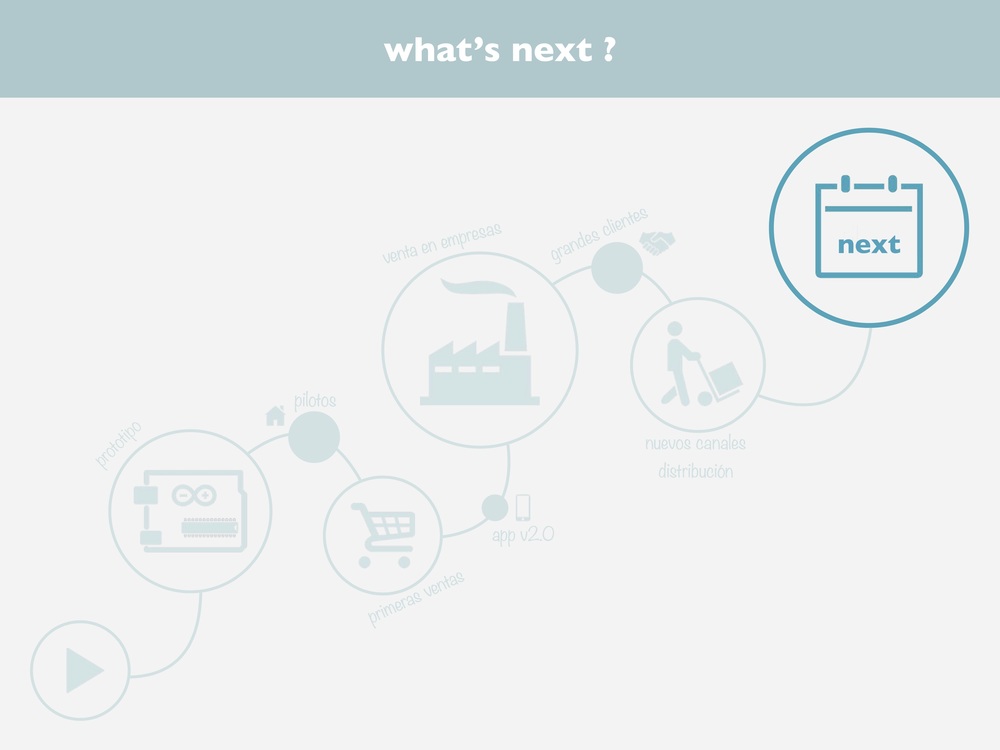 what's next ?
next
grandes clientes
venta en empresas
pilotos
prototipo
nuevos canales
distribución
app v2.0
primeras ventas